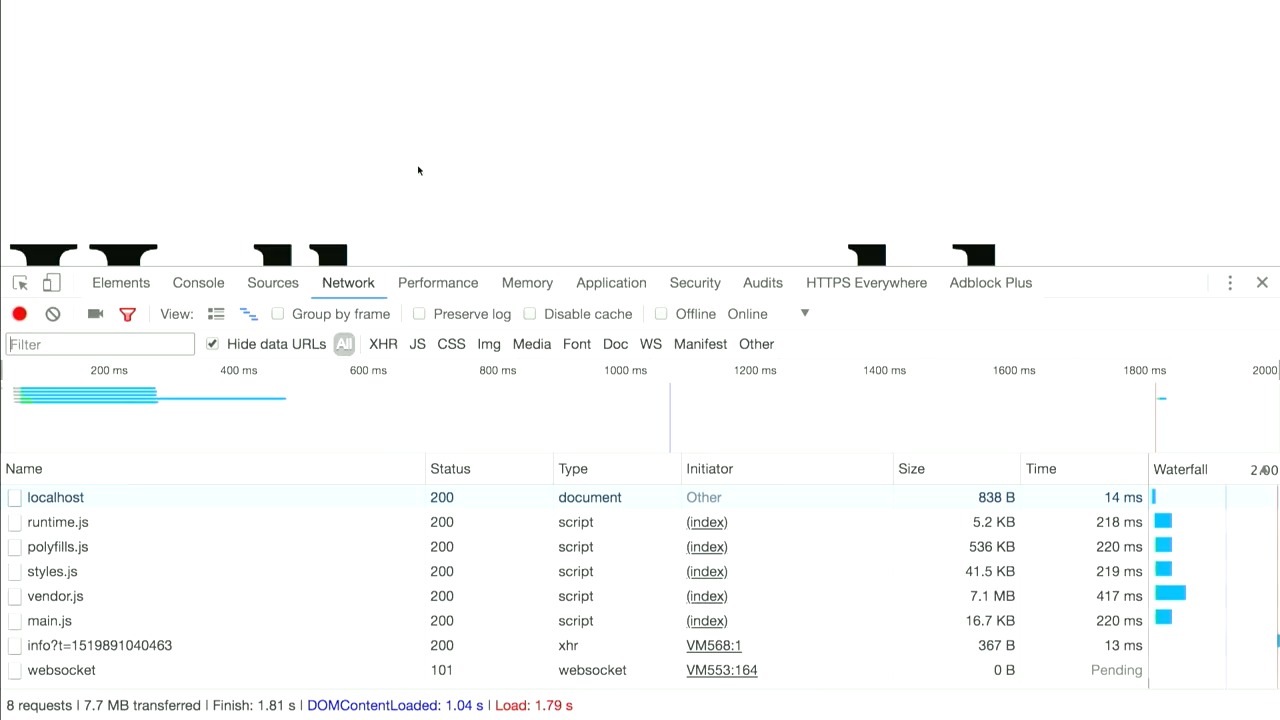 Elements Console Sources Network Performance Memory Application Security Audits HTTPS Everywhere Adblock Plus
View: Group by frame Preserve log Disable cache Offline Online
Filter Hide data URLs All XHR JS CSS Img Media Font Doc WS Manifest Other
200 ms 400 ms 600 ms 800 ms 1000 ms 1200 ms 1400 ms 1600 ms 1800 ms 2000
Name Status Type Initiator Size Time Waterfall
localhost 200 document Other 838 B 14 ms
runtime.js 200 script (index) 5.2 KB 218 ms
polyfills.js 200 script (index) 536 KB 220 ms
styles.js 200 script (index) 41.5 KB 219 ms
vendor.js 200 script (index) 7.1 MB 417 ms
main.js 200 script (index) 16.7 KB 220 ms
info?t=1519891040463 200 xhr VM568:1 367 B 13 ms
websocket 101 websocket VM553:164 0 B Pending
8 requests | 7.7 MB transferred | Finish: 1.81 s | DOMContentLoaded: 1.04 s | Load: 1.79 s